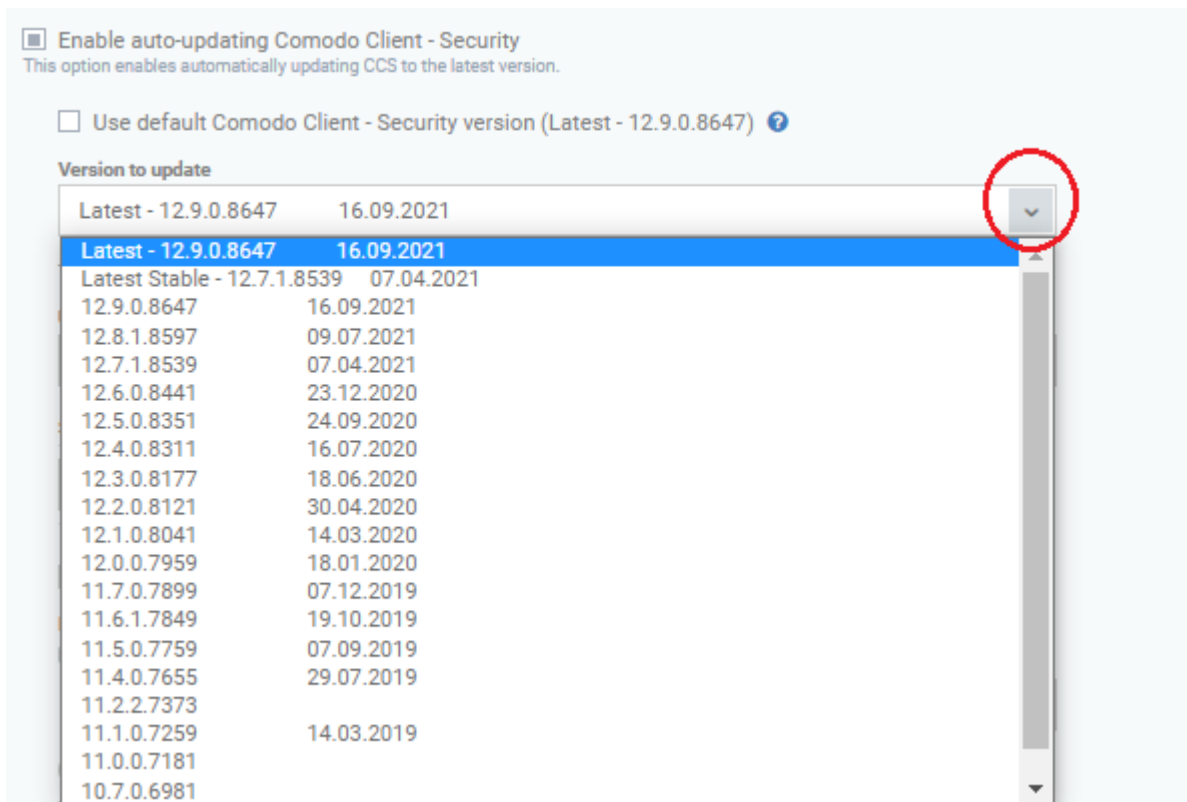 Enable auto-updating Comodo Client - Security
This option enables automatically updating CCS to the latest version.
Use default Comodo Client - Security version (Latest - 12.9.0.8647)
Version to update
Latest - 12.9.0.8647 16.09.2021
Latest - 12.9.0.8647 16.09.2021
Latest Stable - 12.7.1.8539 07.04.2021
12.9.0.8647 16.09.2021
12.8.1.8597 09.07.2021
12.7.1.8539 07.04.2021
12.6.0.8441 23.12.2020
12.5.0.8351 24.09.2020
12.4.0.8311 16.07.2020
12.3.0.8177 18.06.2020
12.2.0.8121 30.04.2020
12.1.0.8041 14.03.2020
12.0.0.7959 18.01.2020
11.7.0.7899 07.12.2019
11.6.1.7849 19.10.2019
11.5.0.7759 07.09.2019
11.4.0.7655 29.07.2019
11.2.2.7373
11.1.0.7259 14.03.2019
11.0.0.7181
10.7.0.6981